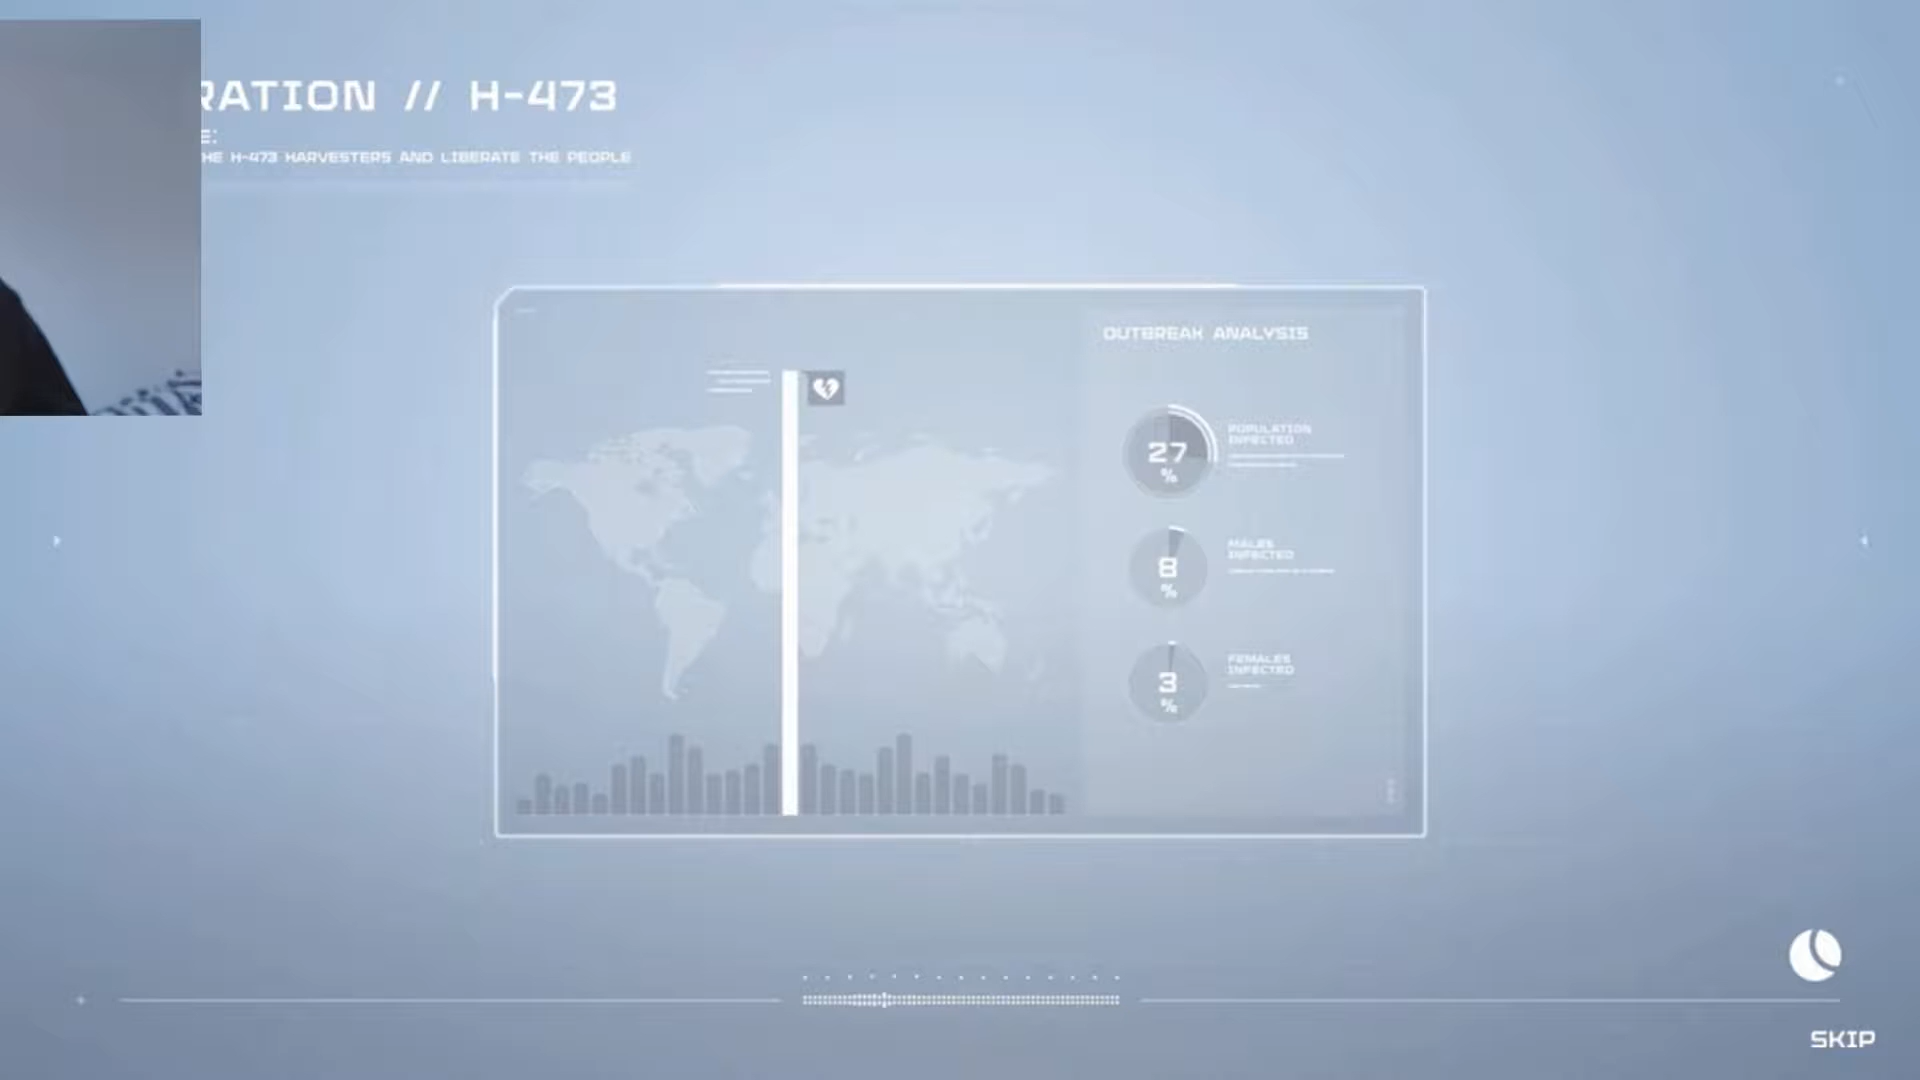 RATION // H-473
E:
HE H-473 HARVESTERS AND LIBERATE THE PEOPLE
OUTBREAK ANALYSIS
27
%
POPULATION
INFECTED
8
%
MALES
INFECTED
3
%
FEMALES
INFECTED
SKIP